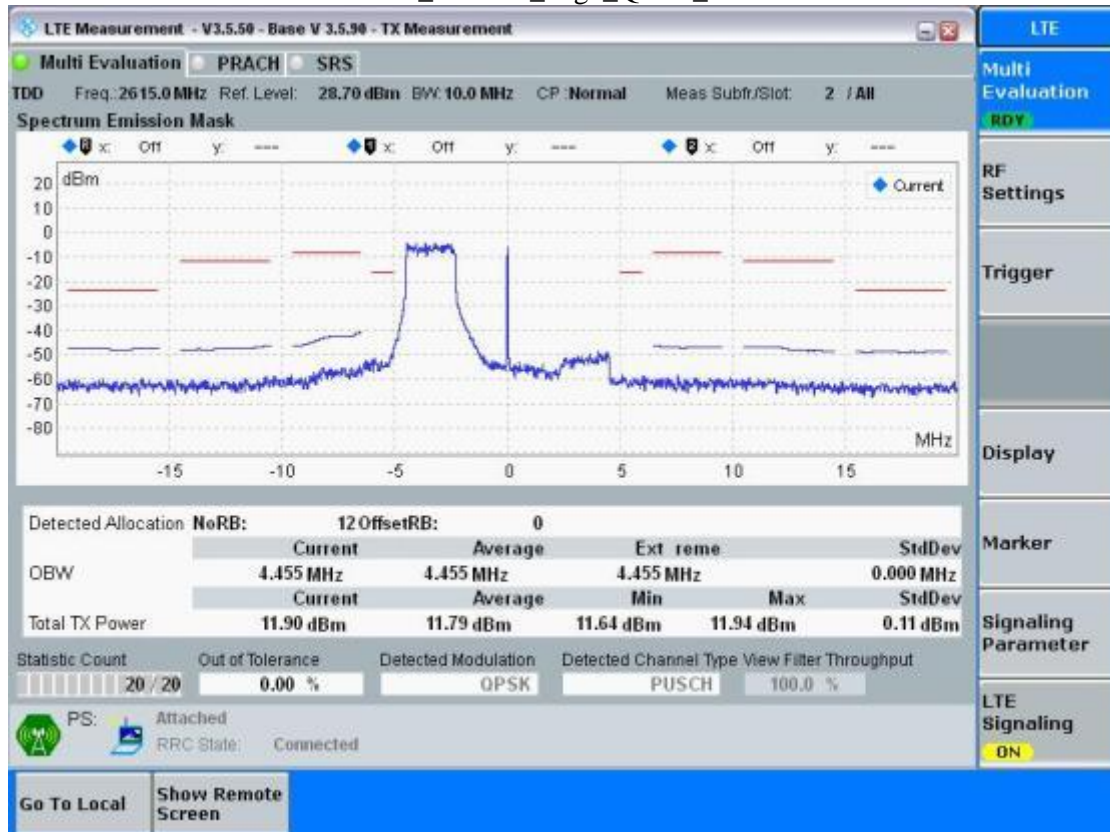 LTE Measurement - V3.5.50 - Base V 3.5.90 - TX Measurement
LTE
Multi Evaluation PRACH SRS
Multi
Evaluation
RDY
TDD Freq.:2615.0 MHz Ref. Level: 28.70 dBm BW: 10.0 MHz CP :Normal Meas Subfr./Slot: 2 / All
Spectrum Emission Mask
x: Off y: --- x: Off y: --- x: Off y: ---
20 dBm
Current
10
0
-10
-20
-30
-40
-50
-60
-70
-80
MHz
-15 -10 -5 0 5 10 15
RF
Settings
Trigger
Display
Marker
Signaling
Parameter
LTE
Signaling
ON
Detected Allocation NoRB: 12 OffsetRB: 0
Current Average Ext reme StdDev
OBW 4.455 MHz 4.455 MHz 4.455 MHz 0.000 MHz
Current Average Min Max StdDev
Total TX Power 11.90 dBm 11.79 dBm 11.64 dBm 11.94 dBm 0.11 dBm
Statistic Count Out of Tolerance Detected Modulation Detected Channel Type View Filter Throughput
20 / 20 0.00 % QPSK PUSCH 100.0 %
PS: Attached
RRC State: Connected
Go To Local
Show Remote
Screen